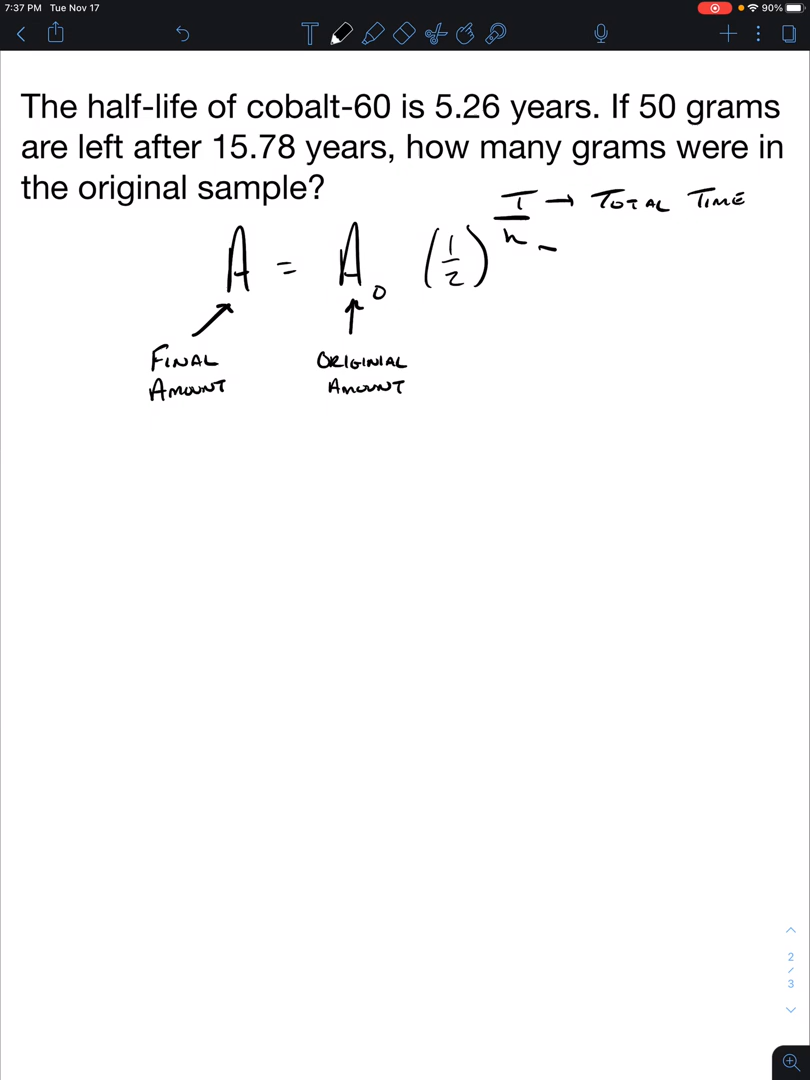 7:37 PM Tue Nov 17
90%
The half-life of cobalt-60 is 5.26 years. If 50 grams
are left after 15.78 years, how many grams were in
the original sample?
T → TOTAL TIME
h –
A = A₀ (1/2)
FINAL
AMOUNT
ORIGINIAL
AMOUNT
2
/
3